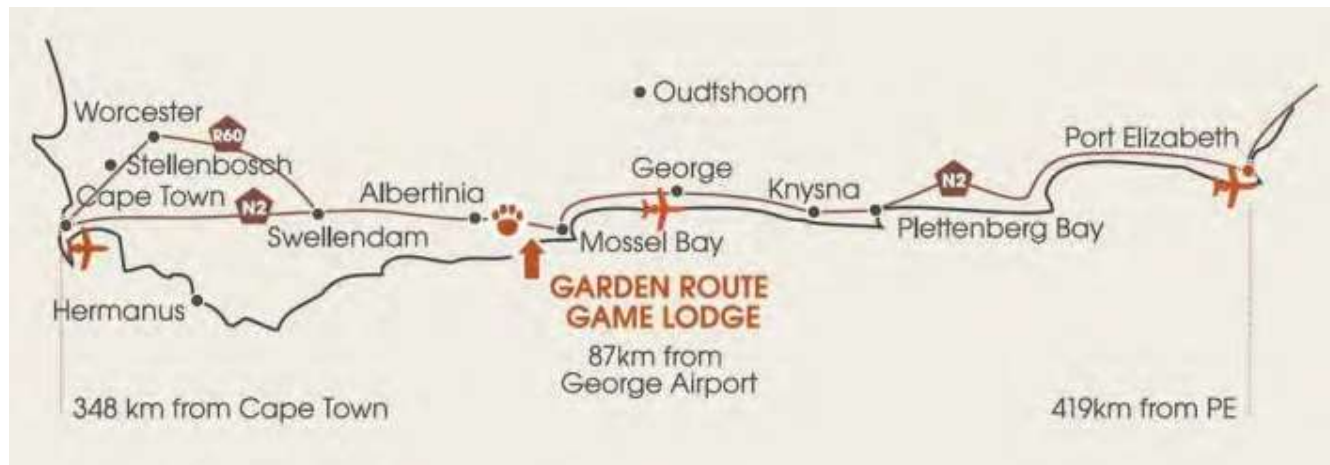 Oudtshoorn
Worcester
R60
Port Elizabeth
Stellenbosch
George
Albertinia
Knysna
N2
Cape Town
N2
Swellendam
Mossel Bay
Plettenberg Bay
GARDEN ROUTE
GAME LODGE
Hermanus
87km from
George Airport
348 km from Cape Town
419km from PE